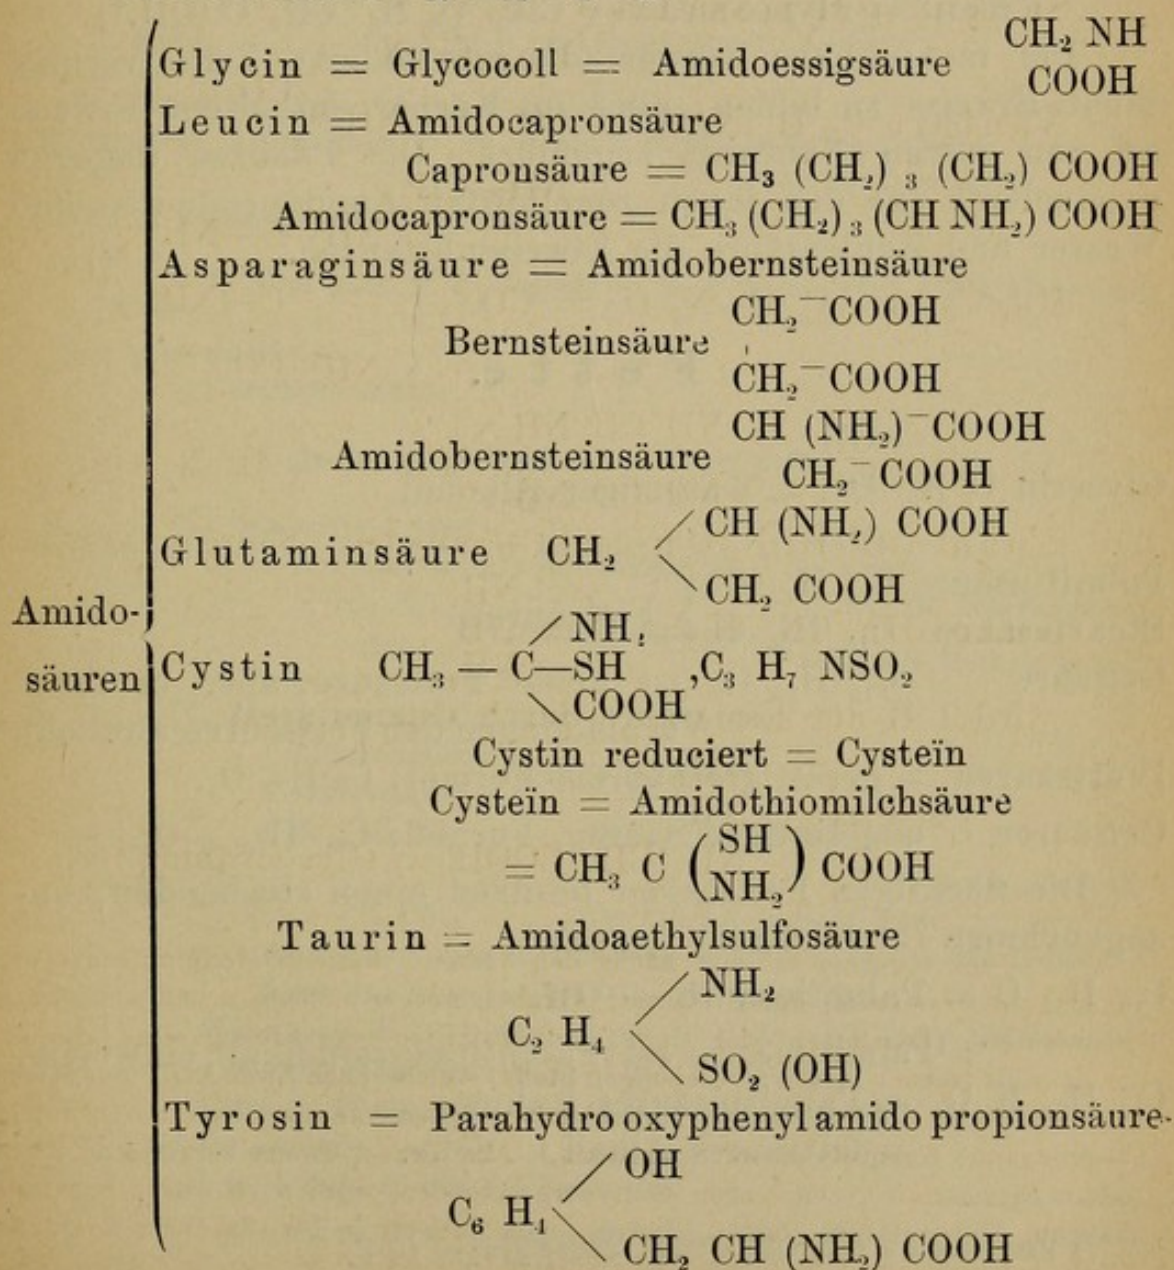 CH₂ NH
Glycin = Glycocoll = Amidoessigsäure
COOH
Leucin = Amidocapronsäure
Capronsäure = CH₃ (CH₂) ₃ (CH₂) COOH
Amidocapronsäure = CH₃ (CH₂) ₃ (CH NH₂) COOH
Asparaginsäure = Amidobernsteinsäure
CH₂–COOH
Bernsteinsäure
CH₂–COOH
CH (NH₂)–COOH
Amidobernsteinsäure
CH₂–COOH
CH (NH₂) COOH
Glutaminsäure CH₂
CH₂ COOH
Amido-
säuren
NH₂
Cystin CH₃ — C—SH ,C₃ H₇ NSO₂
COOH
Cystin reduciert = Cysteïn
Cysteïn = Amidothiomilchsäure
SH
= CH₃ C ( ) COOH
NH₂
Taurin = Amidoaethylsulfosäure
NH₂
C₂ H₄
SO₂ (OH)
Tyrosin = Parahydro oxyphenyl amido propionsäure-
OH
C₆ H₄
CH₂ CH (NH₂) COOH